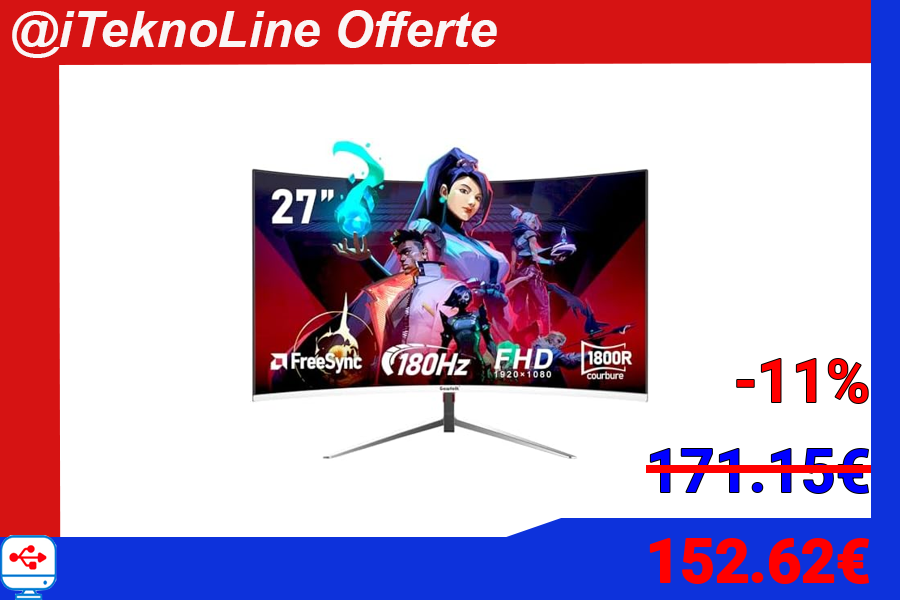 @iTeknoLine Offerte
27”
FreeSync
180Hz
FHD
1920×1080
1800R
courbure
-11%
171.15€
152.62€